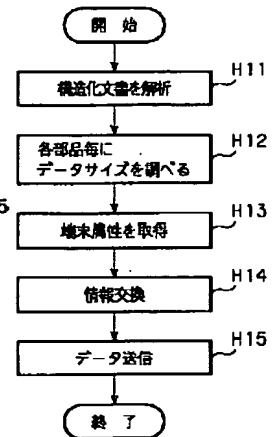 開 始
H11
構造化文書を解析
H12
各部品毎に
データサイズを調べる
5
H13
端末属性を取得
H14
情報交換
H15
データ送信
終 了